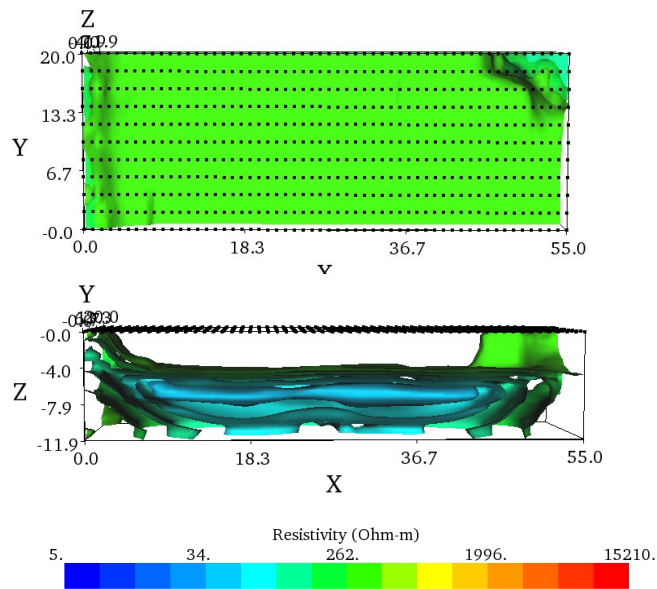 Z
20.0
13.3
Y
6.7
-0.0
0.0 18.3 36.7 55.0
Y
-0.0
-4.0
Z
-7.9
-11.9
0.0 18.3 36.7 55.0
X
Resistivity (Ohm-m)
5. 34. 262. 1996. 15210.